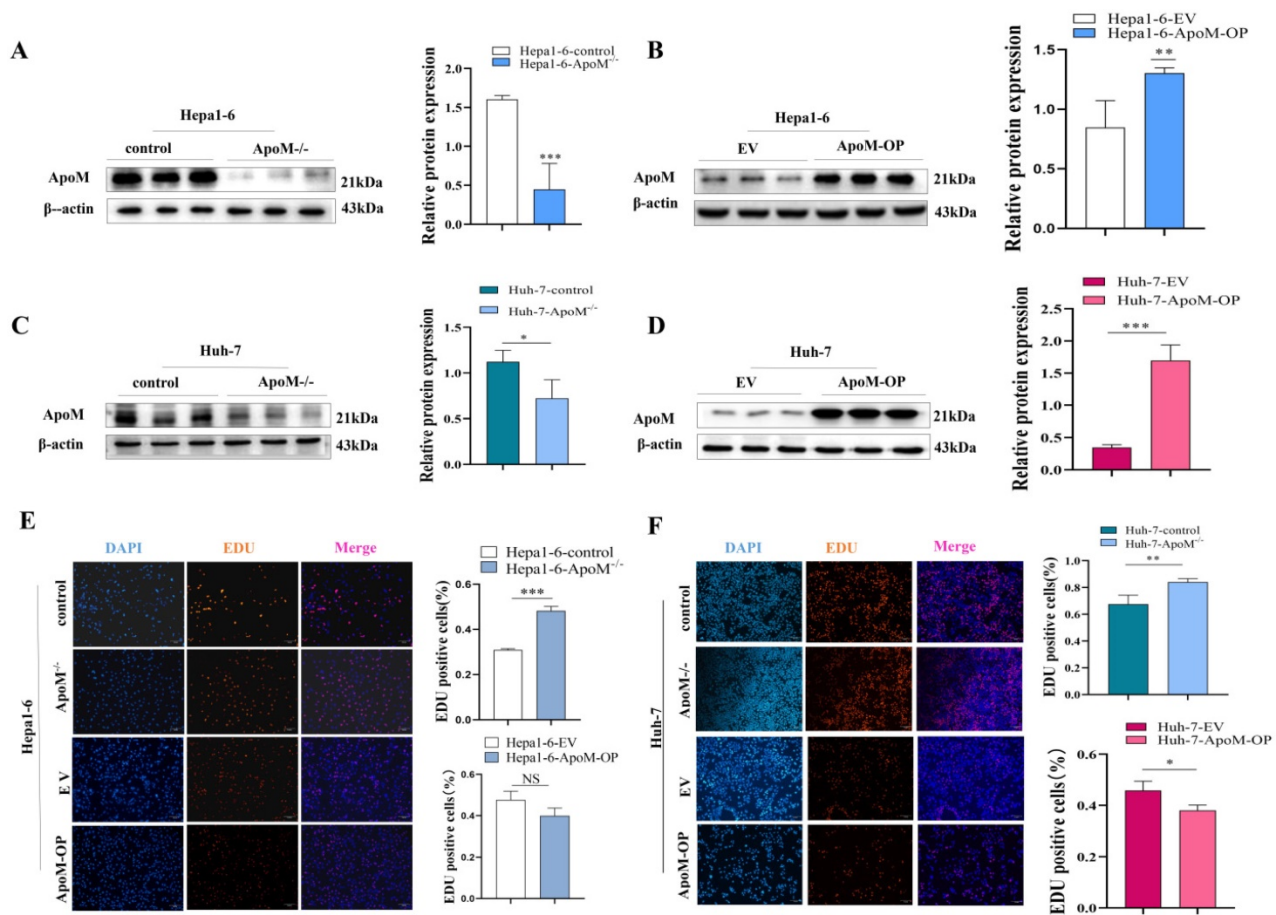 A
Hepa1-6
control ApoM-/-
ApoM 21kDa
β--actin 43kDa
Hepa1-6-control
Hepa1-6-ApoM-/-
Relative protein expression
2.0
1.5
1.0
0.5
0.0
***
B
Hepa1-6
EV ApoM-OP
ApoM 21kDa
β-actin 43kDa
Hepa1-6-EV
Hepa1-6-ApoM-OP
Relative protein expression
1.5
1.0
0.5
0.0
**
C
Huh-7
control ApoM-/-
ApoM 21kDa
β-actin 43kDa
Huh-7-control
Huh-7-ApoM-/-
Relative protein expression
1.5
1.0
0.5
0.0
*
D
Huh-7
EV ApoM-OP
ApoM 21kDa
β-actin 43kDa
Huh-7-EV
Huh-7-ApoM-OP
Relative protein expression
2.5
2.0
1.5
1.0
0.5
0.0
***
E
DAPI EDU Merge
Hepa1-6
control
ApoM-/-
EV
ApoM-OP
Hepa1-6-control
Hepa1-6-ApoM-/-
EDU positive cells(%)
0.6
0.4
0.2
0.0
***
Hepa1-6-EV
Hepa1-6-ApoM-OP
EDU positive cells(%)
0.6
0.4
0.2
0.0
NS
F
DAPI EDU Merge
Huh-7
control
ApoM-/-
EV
ApoM-OP
Huh-7-control
Huh-7-ApoM-/-
EDU positive cells(%)
1.0
0.8
0.6
0.4
0.2
0.0
**
Huh-7-EV
Huh-7-ApoM-OP
EDU positive cells(%)
0.6
0.4
0.2
0.0
*